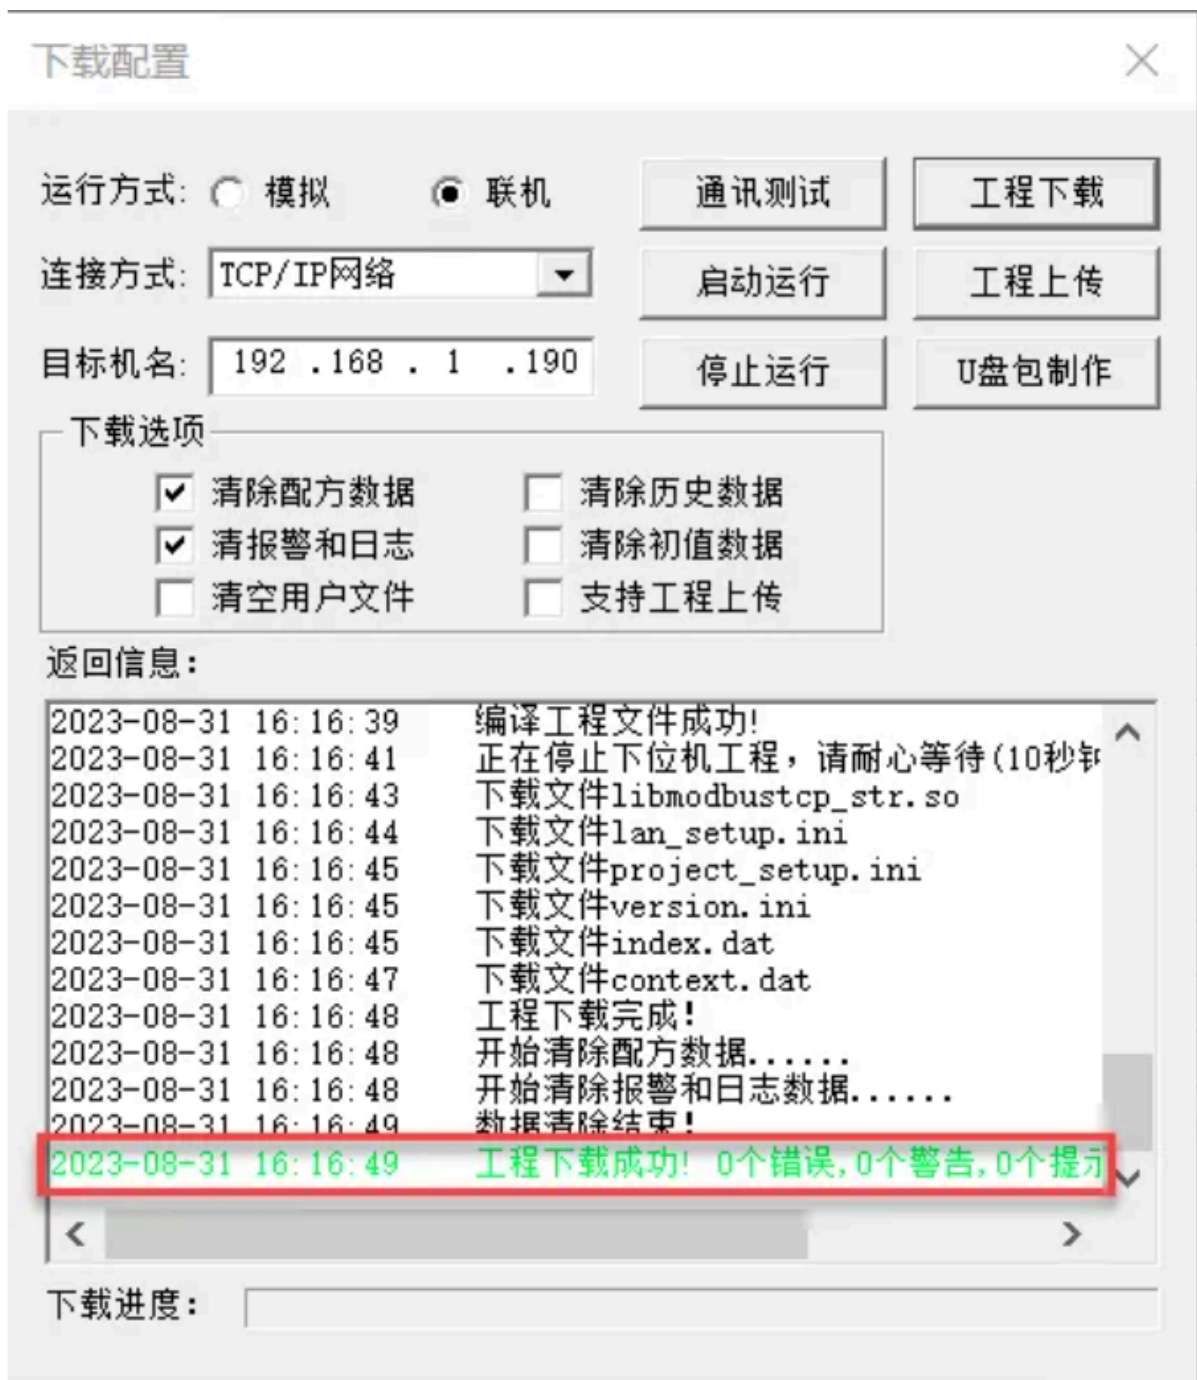 下载配置
运行方式: 模拟 联机 通讯测试 工程下载
连接方式: TCP/IP网络 启动运行 工程上传
目标机名: 192 .168 . 1 .190 停止运行 U盘包制作
下载选项
清除配方数据 清除历史数据
清报警和日志 清除初值数据
清空用户文件 支持工程上传
返回信息:
2023-08-31 16:16:39 编译工程文件成功!
2023-08-31 16:16:41 正在停止下位机工程，请耐心等待(10秒钟
2023-08-31 16:16:43 下载文件libmodbustcp_str.so
2023-08-31 16:16:44 下载文件lan_setup.ini
2023-08-31 16:16:45 下载文件project_setup.ini
2023-08-31 16:16:45 下载文件version.ini
2023-08-31 16:16:45 下载文件index.dat
2023-08-31 16:16:47 下载文件context.dat
2023-08-31 16:16:48 工程下载完成!
2023-08-31 16:16:48 开始清除配方数据......
2023-08-31 16:16:48 开始清除报警和日志数据......
2023-08-31 16:16:49 数据清除结束!
2023-08-31 16:16:49 工程下载成功! 0个错误,0个警告,0个提示
下载进度: